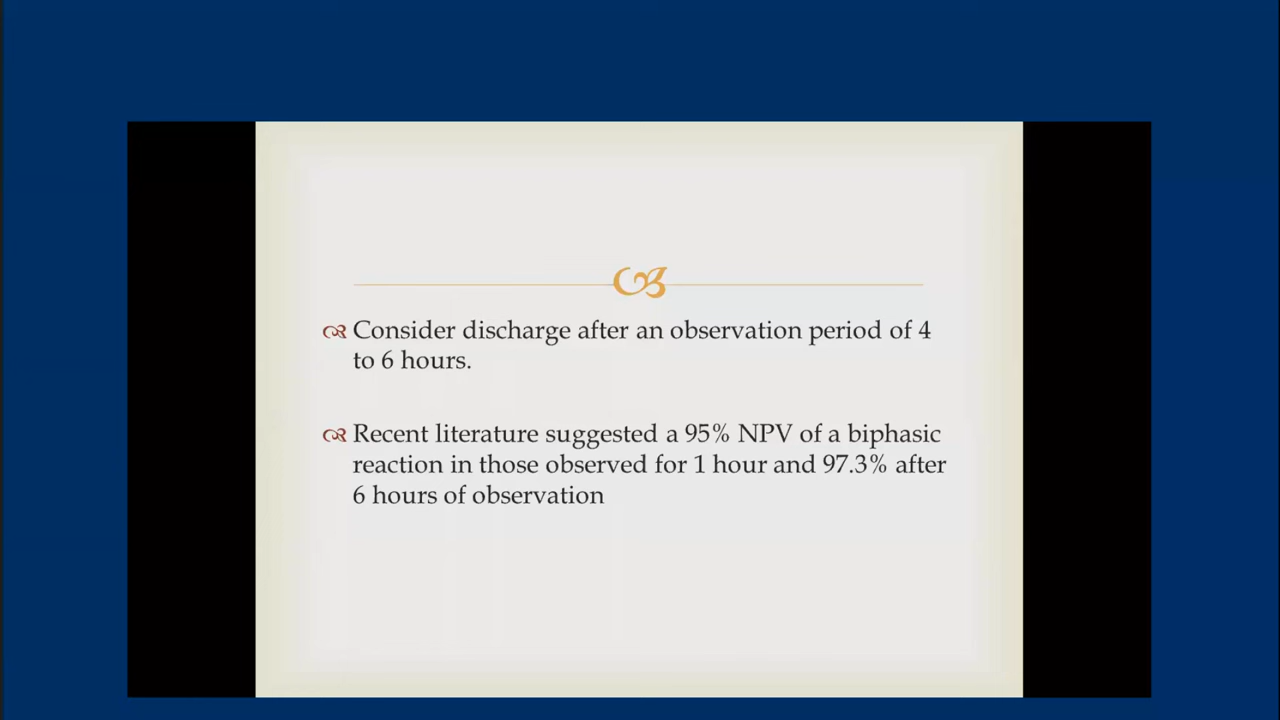 Consider discharge after an observation period of 4
to 6 hours.
Recent literature suggested a 95% NPV of a biphasic
reaction in those observed for 1 hour and 97.3% after
6 hours of observation